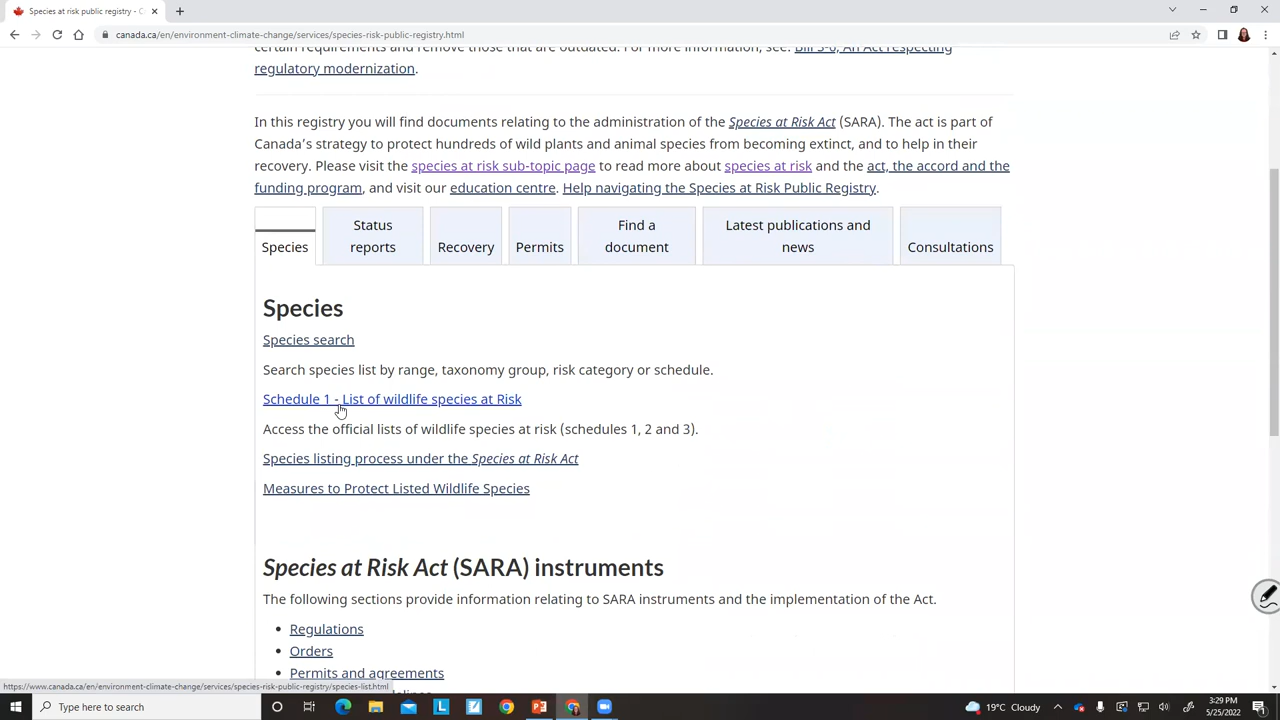 Species at risk public registry - C
canada.ca/en/environment-climate-change/services/species-risk-public-registry.html
certain requirements and remove those that are outdated. For more information, see: Bill S-6, An Act respecting
regulatory modernization.
In this registry you will find documents relating to the administration of the Species at Risk Act (SARA). The act is part of
Canada's strategy to protect hundreds of wild plants and animal species from becoming extinct, and to help in their
recovery. Please visit the species at risk sub-topic page to read more about species at risk and the act, the accord and the
funding program, and visit our education centre. Help navigating the Species at Risk Public Registry.
Species
Status
reports
Recovery
Permits
Find a
document
Latest publications and
news
Consultations
Species
Species search
Search species list by range, taxonomy group, risk category or schedule.
Schedule 1 - List of wildlife species at Risk
Access the official lists of wildlife species at risk (schedules 1, 2 and 3).
Species listing process under the Species at Risk Act
Measures to Protect Listed Wildlife Species
Species at Risk Act (SARA) instruments
The following sections provide information relating to SARA instruments and the implementation of the Act.
• Regulations
• Orders
• Permits and agreements
https://www.canada.ca/en/environment-climate-change/services/species-risk-public-registry/species-list.html
Type here to search
19°C Cloudy
3:29 PM
5/25/2022